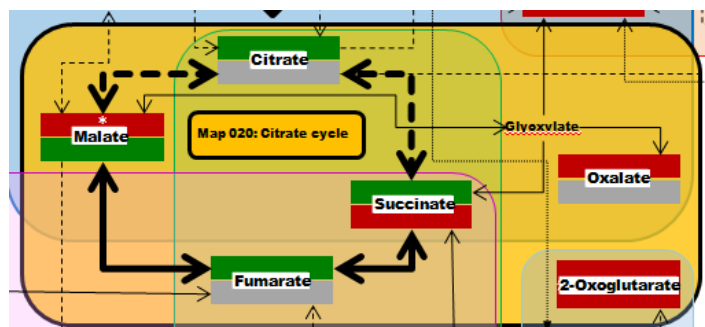 Citrate
*
Malate
Map 020: Citrate cycle
Glyoxylate
Oxalate
Succinate
Fumarate
2-Oxoglutarate